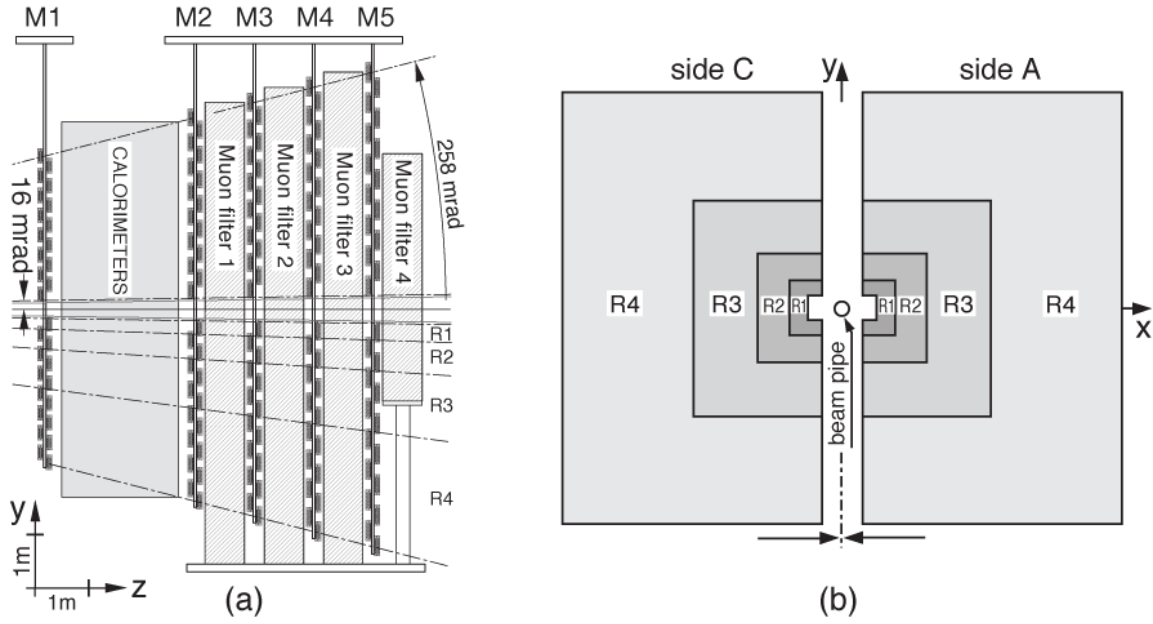 M1 M2 M3 M4 M5
16 mrad
CALORIMETERS
Muon filter 1
Muon filter 2
Muon filter 3
Muon filter 4
258 mrad
R1
R2
R3
R4
y
1m
1m
z
(a)
side C y side A
R4 R3 R2 R1 R1 R2 R3 R4
x
beam pipe
(b)